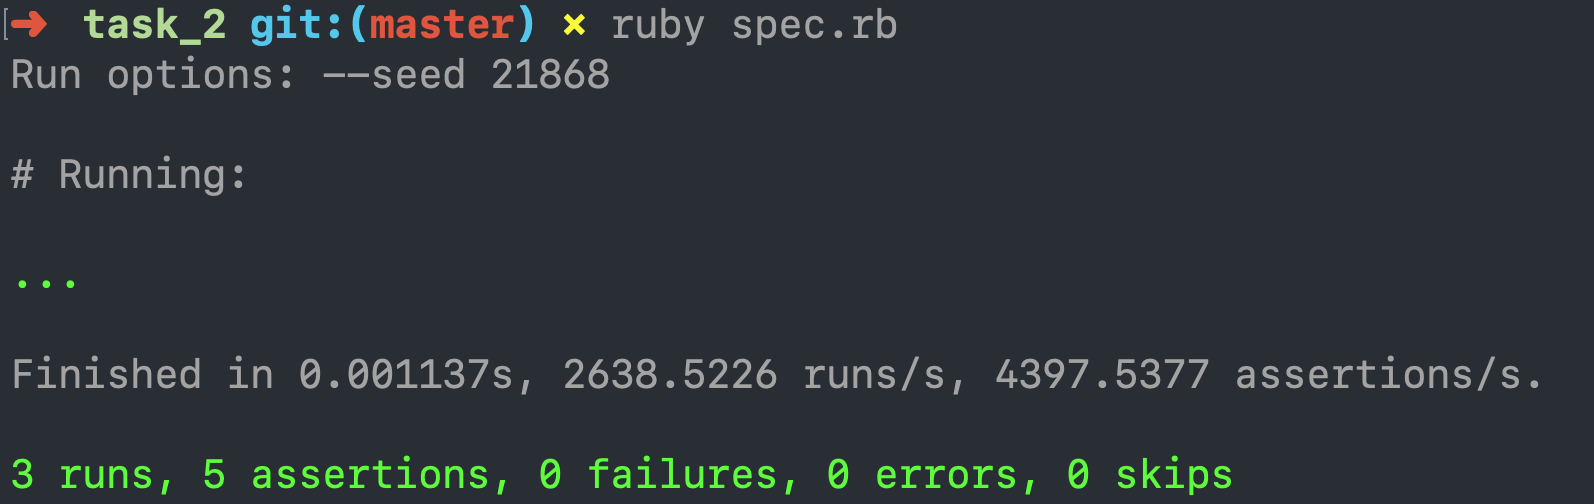 ➜ task_2 git:(master) ✗ ruby spec.rb
Run options: --seed 21868
# Running:
...
Finished in 0.001137s, 2638.5226 runs/s, 4397.5377 assertions/s.
3 runs, 5 assertions, 0 failures, 0 errors, 0 skips